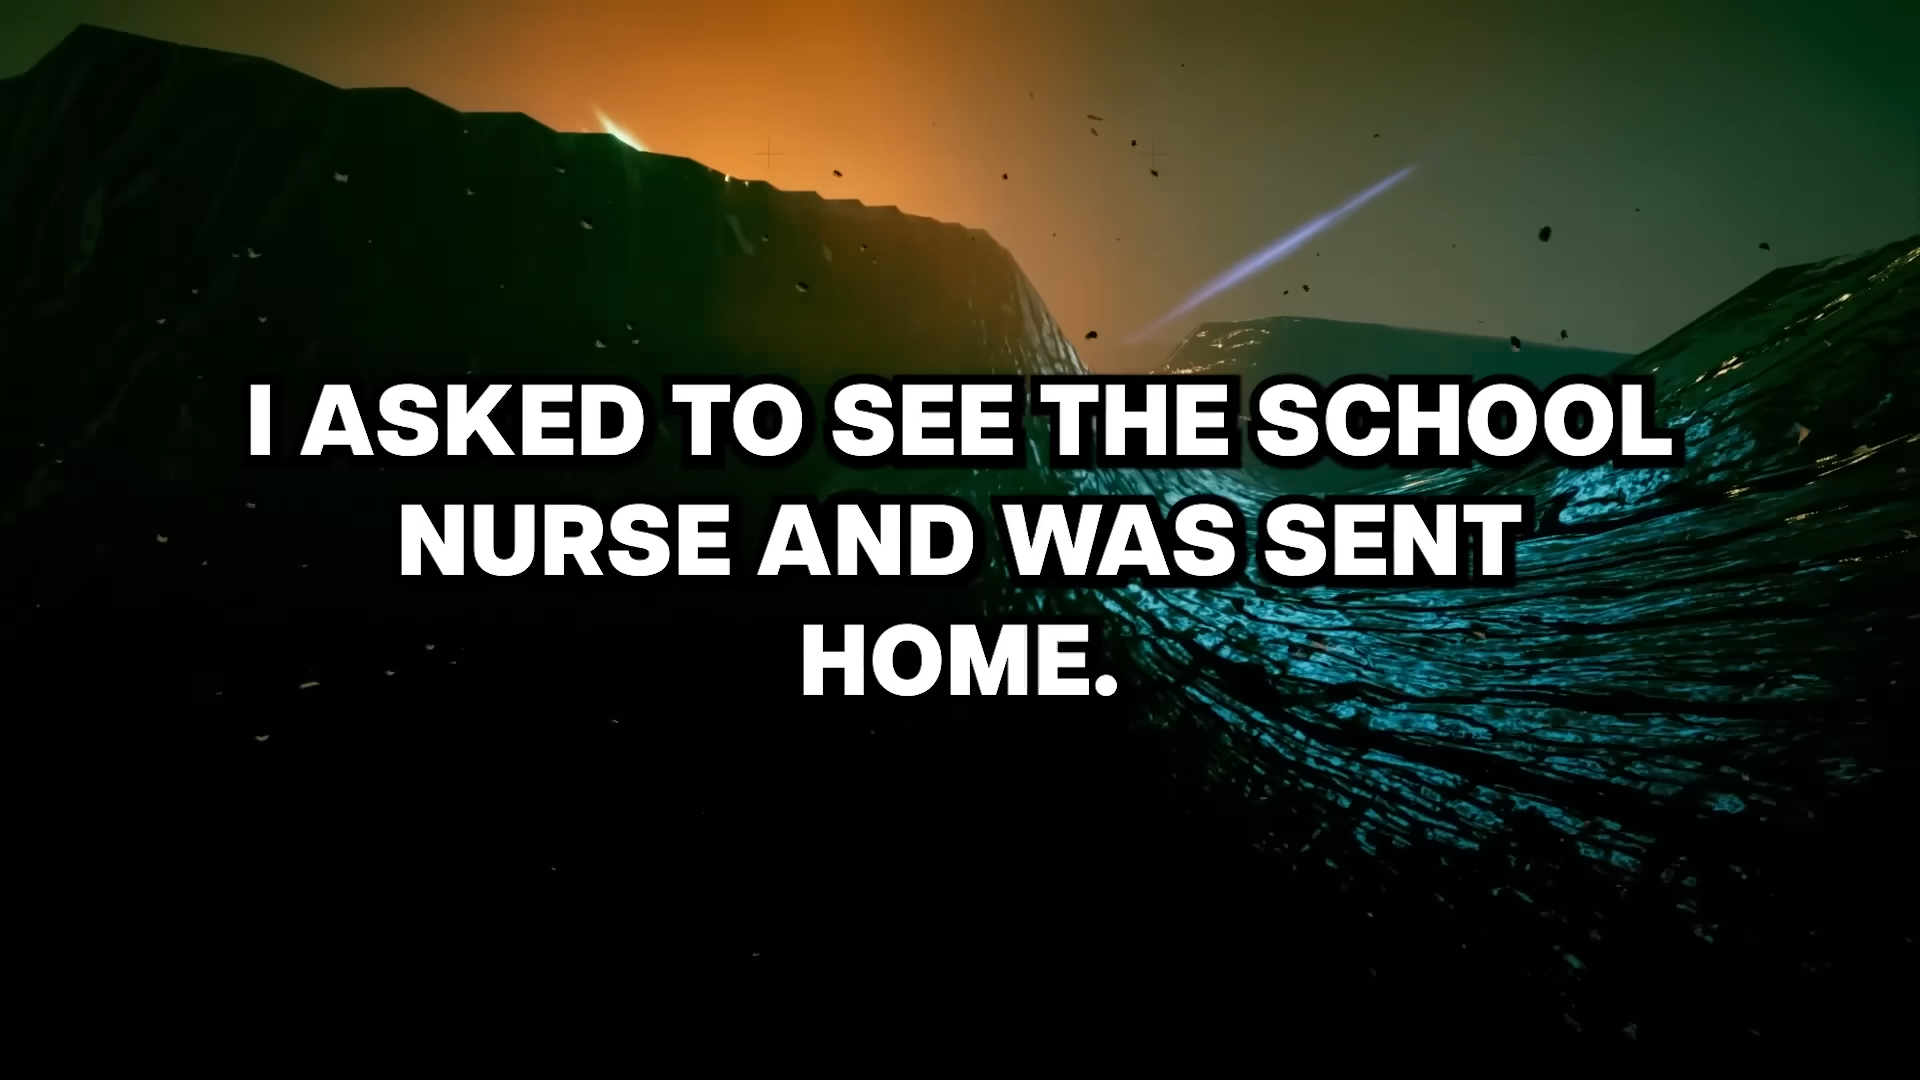 I ASKED TO SEE THE SCHOOL
NURSE AND WAS SENT
HOME.